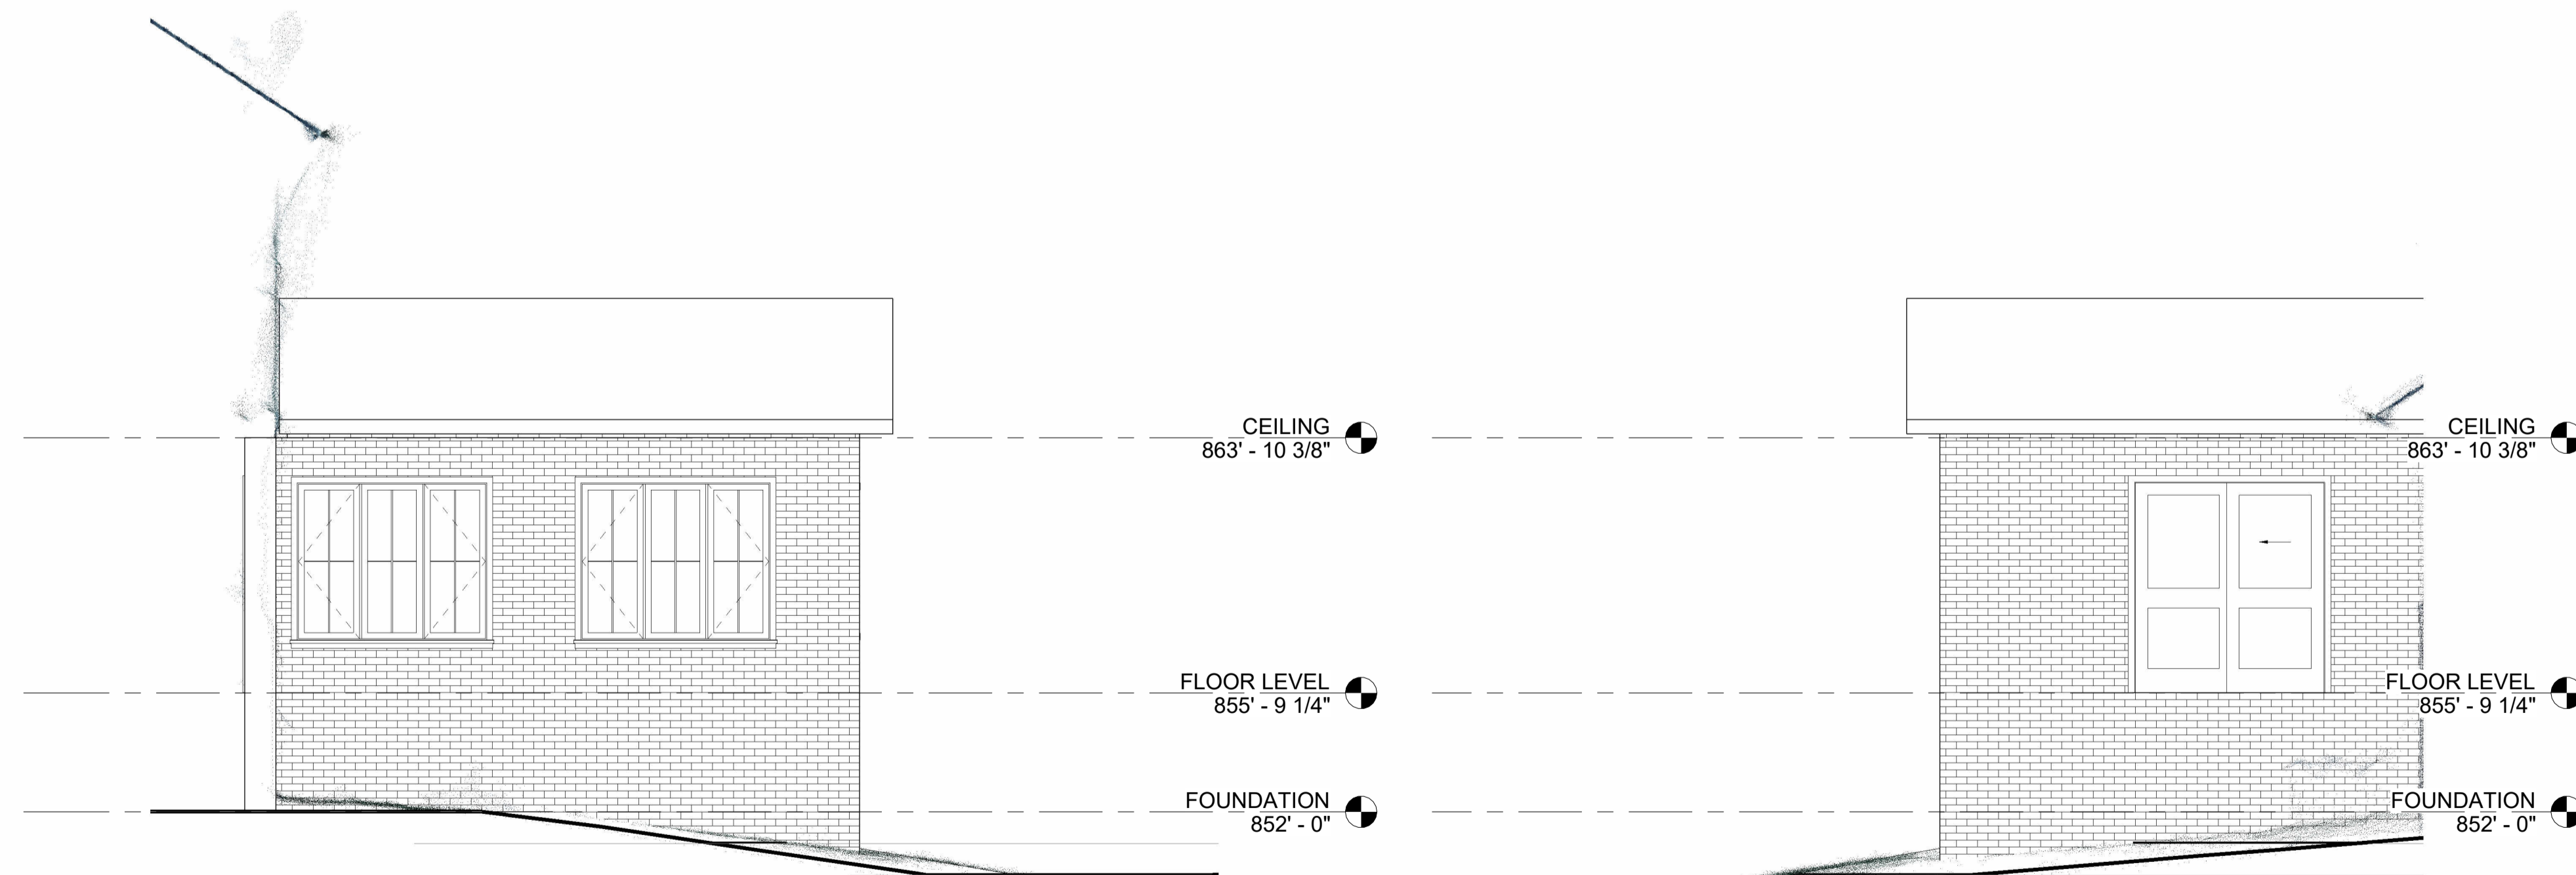 CEILING
863' - 10 3/8"
FLOOR LEVEL
855' - 9 1/4"
FOUNDATION
852' - 0"
CEILING
863' - 10 3/8"
FLOOR LEVEL
855' - 9 1/4"
FOUNDATION
852' - 0"